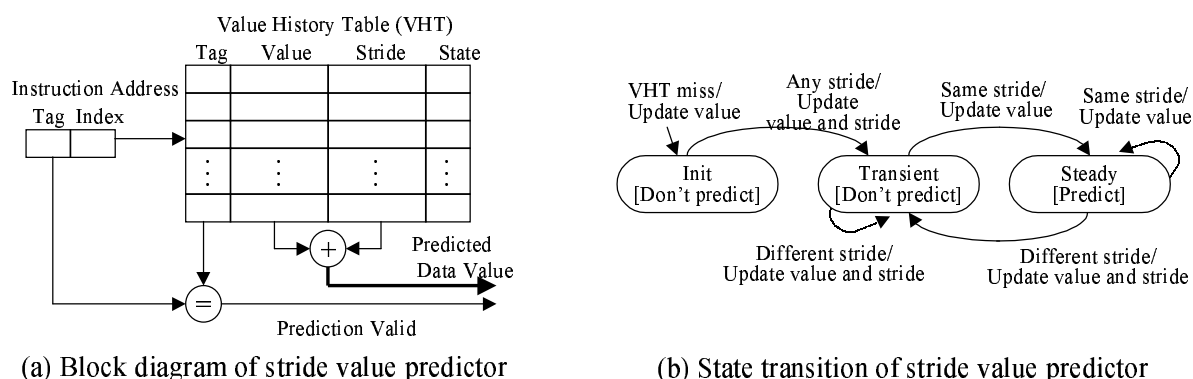 Value History Table (VHT)
Tag Value Stride State
Instruction Address
Tag Index
+
Predicted
Data Value
=
Prediction Valid
(a) Block diagram of stride value predictor
VHT miss/
Update value
Any stride/
Update
value and stride
Same stride/
Update value
Same stride/
Update value
Init
[Don't predict]
Transient
[Don't predict]
Steady
[Predict]
Different stride/
Update value and stride
Different stride/
Update value and stride
(b) State transition of stride value predictor